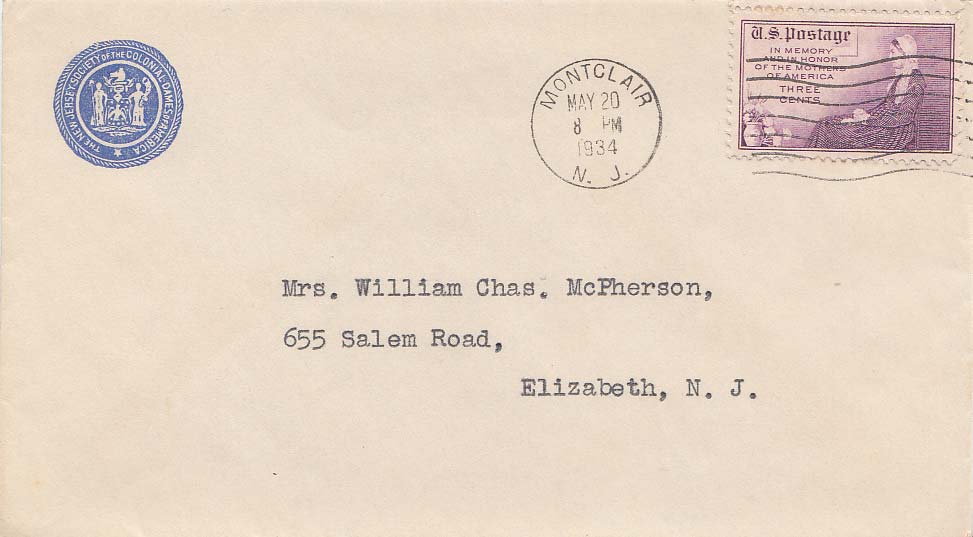 THE NEW JERSEY SOCIETY OF THE COLONIAL DAMES OF AMERICA
MONTCLAIR
MAY 20
8 PM
1934
N. J.
U.S. Postage
IN MEMORY
AND IN HONOR
OF THE MOTHERS
OF AMERICA
THREE
CENTS
Mrs. William Chas. McPherson,
655 Salem Road,
Elizabeth, N. J.